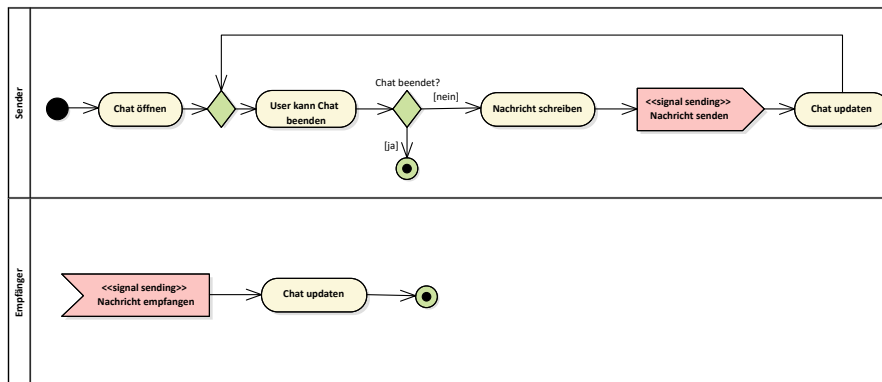 Sender
Chat öffnen
User kann Chat
beenden
Chat beendet?
[nein]
[ja]
Nachricht schreiben
<<signal sending>>
Nachricht senden
Chat updaten
Empfänger
<<signal sending>>
Nachricht empfangen
Chat updaten